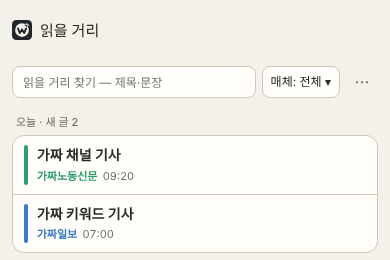 읽을 거리
읽을 거리 찾기 — 제목·문장
매체: 전체 ▾
···
오늘 · 새 글 2
가짜 채널 기사
가짜노동신문 09:20
가짜 키워드 기사
가짜일보 07:00